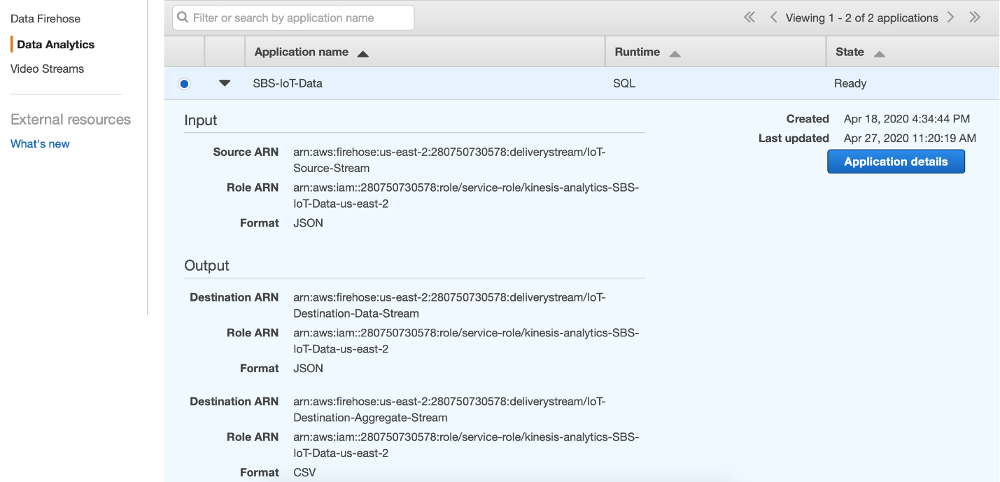 Data Firehose
Data Analytics
Video Streams
External resources
What's new
Filter or search by application name
Viewing 1 - 2 of 2 applications
Application name Runtime State
SBS-IoT-Data SQL Ready
Input
Source ARN arn:aws:firehose:us-east-2:280750730578:deliverystream/IoT-
Source-Stream
Role ARN arn:aws:iam::280750730578:role/service-role/kinesis-analytics-SBS-
IoT-Data-us-east-2
Format JSON
Created Apr 18, 2020 4:34:44 PM
Last updated Apr 27, 2020 11:20:19 AM
Application details
Output
Destination ARN arn:aws:firehose:us-east-2:280750730578:deliverystream/IoT-
Destination-Data-Stream
Role ARN arn:aws:iam::280750730578:role/service-role/kinesis-analytics-SBS-
IoT-Data-us-east-2
Format JSON
Destination ARN arn:aws:firehose:us-east-2:280750730578:deliverystream/IoT-
Destination-Aggregate-Stream
Role ARN arn:aws:iam::280750730578:role/service-role/kinesis-analytics-SBS-
IoT-Data-us-east-2
Format CSV